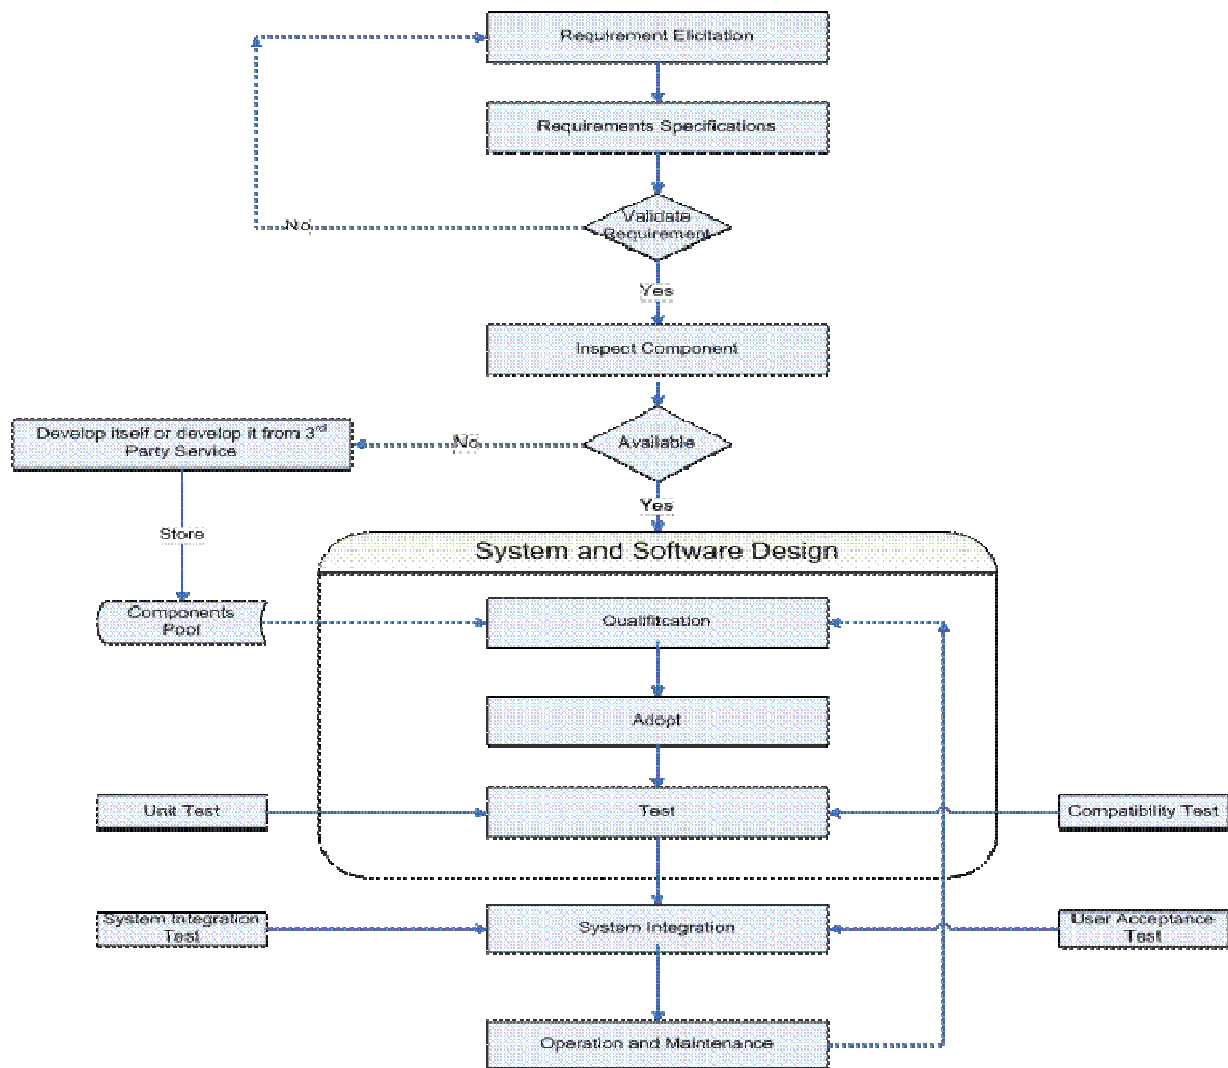 Requirement Elicitation
Requirements Specifications
Validate
Requirement
No
Yes
Inspect Component
Available
No
Develop itself or develop it from 3rd
Party Service
Yes
Store
System and Software Design
Components
Pool
Qualification
Adopt
Unit Test
Test
Compatibility Test
System Integration
Test
System Integration
User Acceptance
Test
Operation and Maintenance